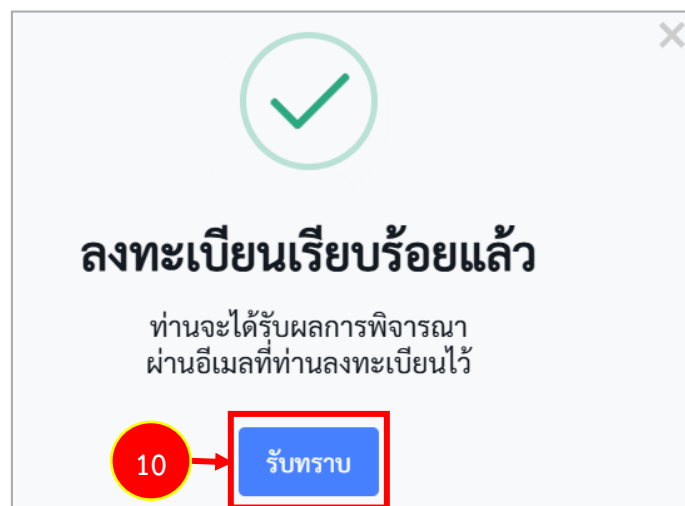 ลงทะเบียนเรียบร้อยแล้ว
ท่านจะได้รับผลการพิจารณา
ผ่านอีเมลที่ท่านลงทะเบียนไว้
10
รับทราบ